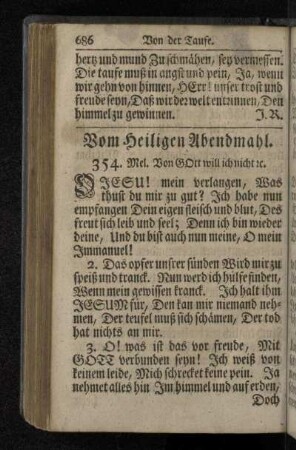 686 Von der Taufe.
hertz und mund Zu schmähen, sey vermessen.
Die taufe muß in angst und pein, Ja, wenn
wir gehn von hinnen, HErr! unser trost und
freude seyn, Daß wir der welt entrinnen, Den
himmel zu gewinnen. J. R.
Vom Heiligen Abendmahl.
354. Mel. Von GOtt will ich nicht ꝛc.
O JESU! mein verlangen, Was
thust du mir zu gut? Ich habe nun
empfangen Dein eigen fleisch und blut, Des
freut sich leib und seel; Denn ich bin wieder
deine, Und du bist auch nun meine, O mein
Immanuel!
2. Das opfer unsrer sünden Wird mir zu
speiß und tranck. Nun werd ich hülfe finden,
Wenn mein gewissen kranck. Ich halt ihm
JESUM für, Den kan mir niemand neh-
men, Der teufel muß sich schämen, Der tod
hat nichts an mir.
3. O! was ist das vor freude, Mit
GOTT verbunden seyn! Ich weiß von
keinem leide, Mich schrecket keine pein. Ja
nehmet alles hin Im himmel und auf erden,
Doch